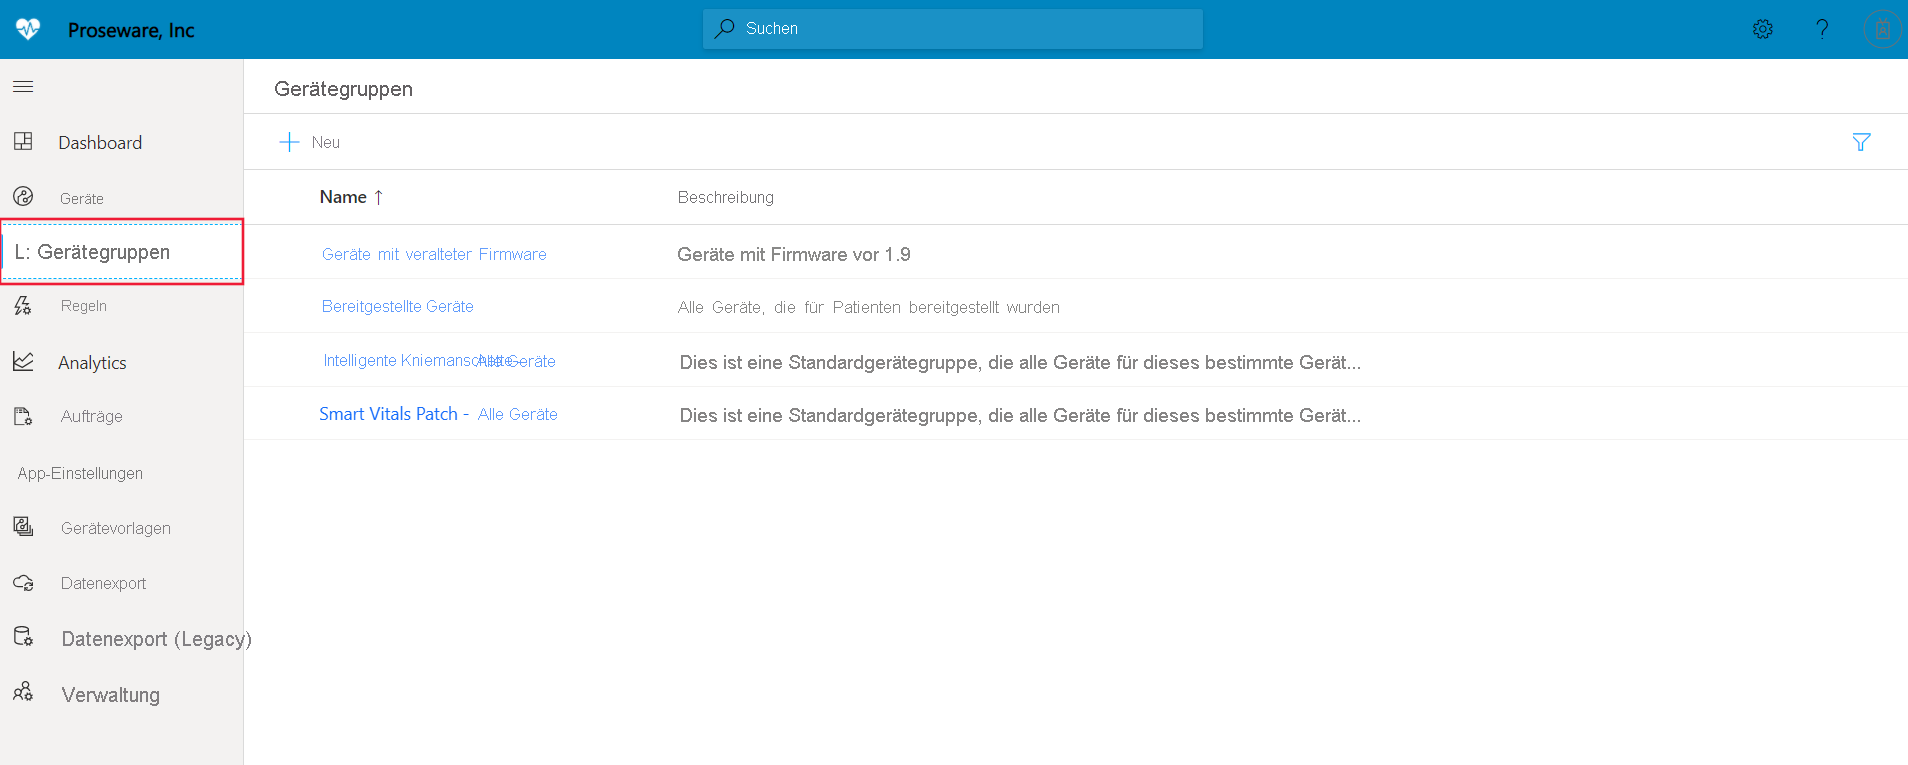 Proseware, Inc
Suchen
Gerätegruppen
Neu
Dashboard
Geräte
L: Gerätegruppen
Regeln
Analytics
Aufträge
App-Einstellungen
Gerätevorlagen
Datenexport
Datenexport (Legacy)
Verwaltung
Name ↑ Beschreibung
Geräte mit veralteter Firmware Geräte mit Firmware vor 1.9
Bereitgestellte Geräte Alle Geräte, die für Patienten bereitgestellt wurden
Intelligente Alle Geräte Dies ist eine Standardgerätegruppe, die alle Geräte für dieses bestimmte Gerät...
Smart Vitals Patch - Alle Geräte Dies ist eine Standardgerätegruppe, die alle Geräte für dieses bestimmte Gerät...